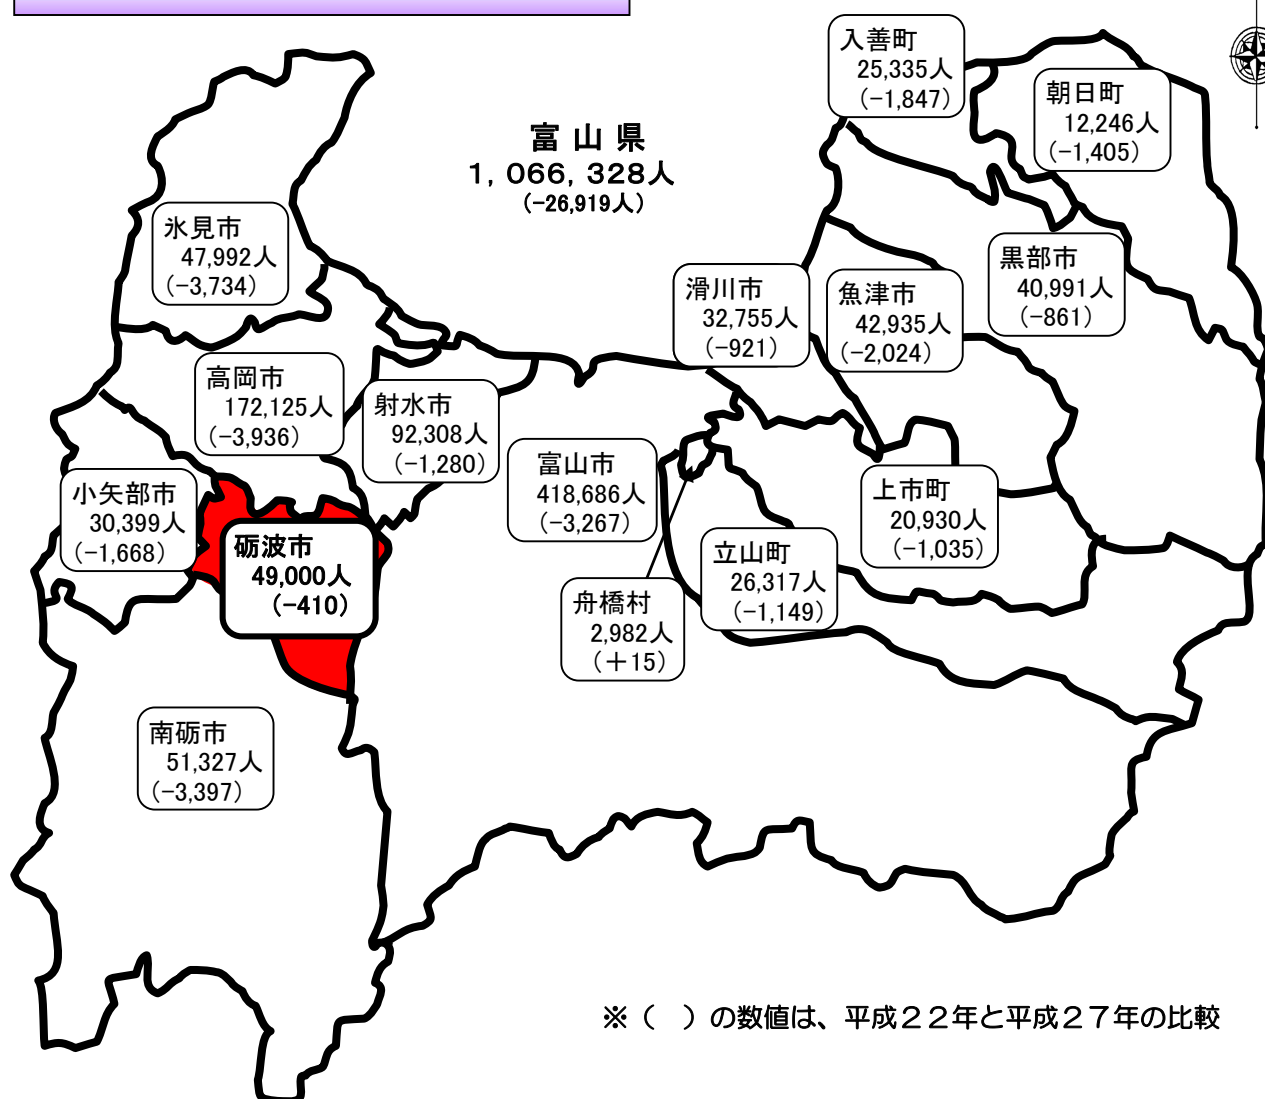 入善町
25,335人
(-1,847)
朝日町
12,246人
(-1,405)
富山県
1,066,328人
(-26,919人)
氷見市
47,992人
(-3,734)
黒部市
40,991人
(-861)
滑川市
32,755人
(-921)
魚津市
42,935人
(-2,024)
高岡市
172,125人
(-3,936)
射水市
92,308人
(-1,280)
富山市
418,686人
(-3,267)
小矢部市
30,399人
(-1,668)
上市町
20,930人
(-1,035)
砺波市
49,000人
(-410)
立山町
26,317人
(-1,149)
舟橋村
2,982人
(+15)
南砺市
51,327人
(-3,397)
※（　）の数値は、平成２２年と平成２７年の比較